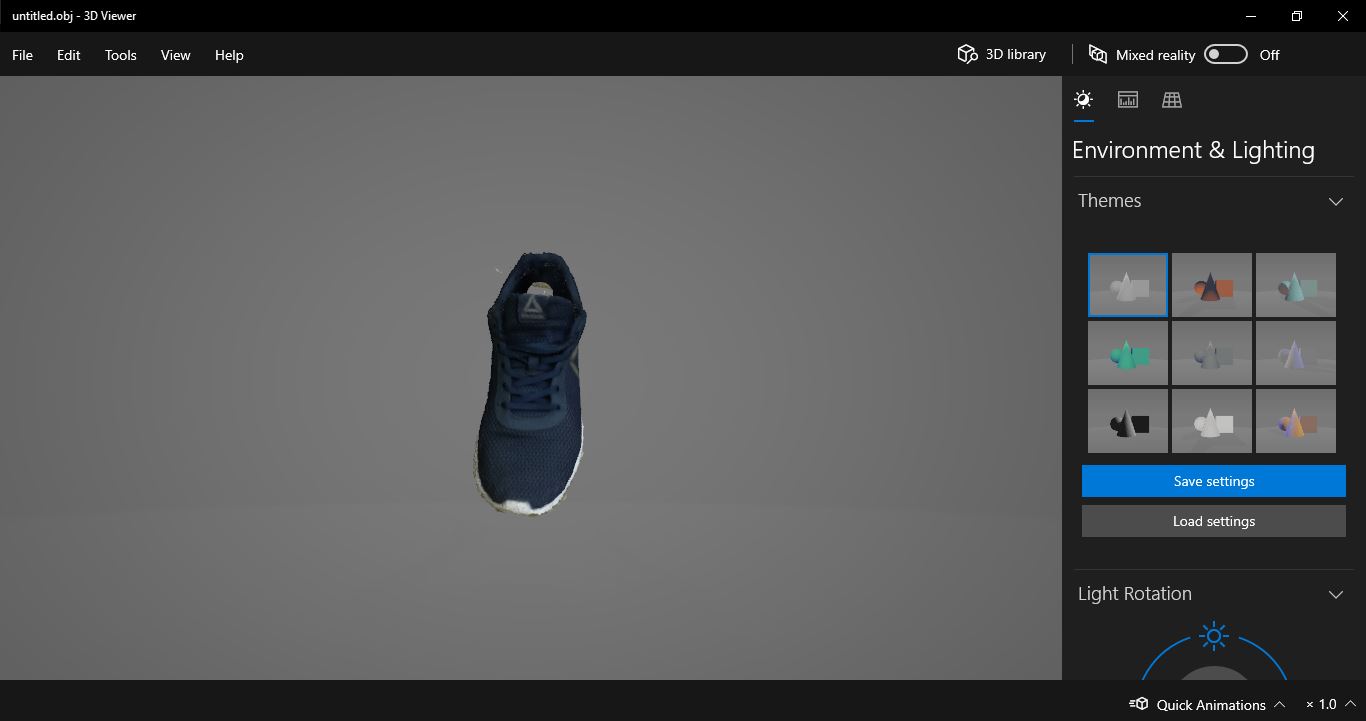 untitled.obj - 3D Viewer
File Edit Tools View Help
3D library
Mixed reality Off
Environment & Lighting
Themes
Save settings
Load settings
Light Rotation
Quick Animations
× 1.0